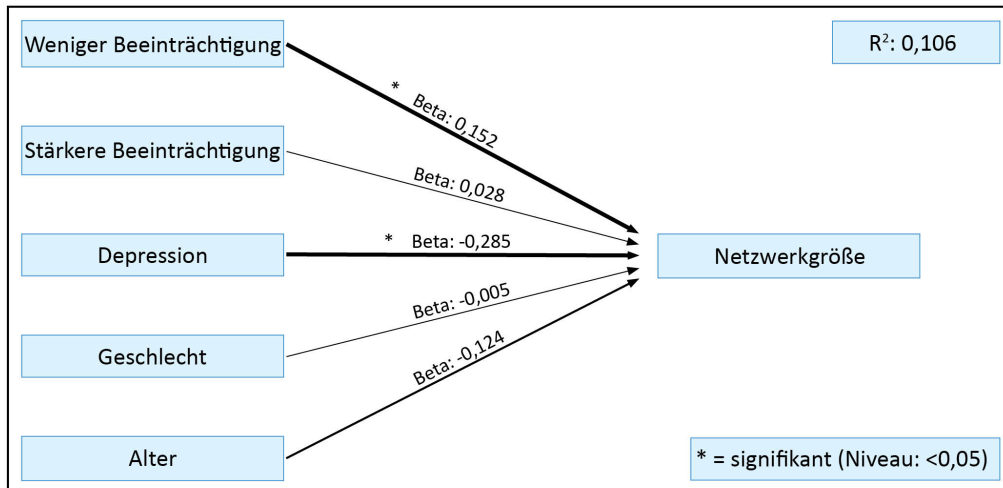 Weniger Beeinträchtigung
R²: 0,106
* Beta: 0,152
Stärkere Beeinträchtigung
Beta: 0,028
Depression
* Beta: -0,285
Netzwerkgröße
Beta: -0,005
Geschlecht
Beta: -0,124
Alter
* = signifikant (Niveau: <0,05)